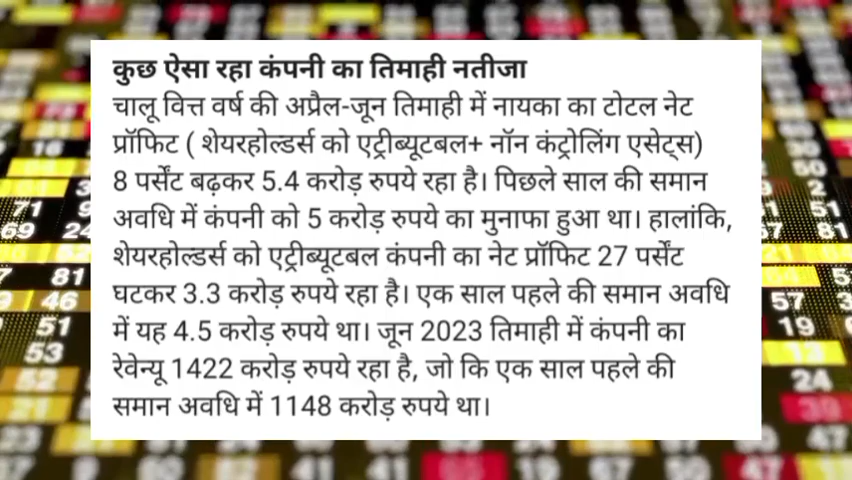 कुछ ऐसा रहा कंपनी का तिमाही नतीजा
चालू वित्त वर्ष की अप्रैल-जून तिमाही में नायका का टोटल नेट
प्रॉफिट ( शेयरहोल्डर्स को एट्रीब्यूटबल+ नॉन कंट्रोलिंग एसेट्स)
8 पर्सेंट बढ़कर 5.4 करोड़ रुपये रहा है। पिछले साल की समान
अवधि में कंपनी को 5 करोड़ रुपये का मुनाफा हुआ था। हालांकि,
शेयरहोल्डर्स को एट्रीब्यूटबल कंपनी का नेट प्रॉफिट 27 पर्सेंट
घटकर 3.3 करोड़ रुपये रहा है। एक साल पहले की समान अवधि
में यह 4.5 करोड़ रुपये था। जून 2023 तिमाही में कंपनी का
रेवेन्यू 1422 करोड़ रुपये रहा है, जो कि एक साल पहले की
समान अवधि में 1148 करोड़ रुपये था।